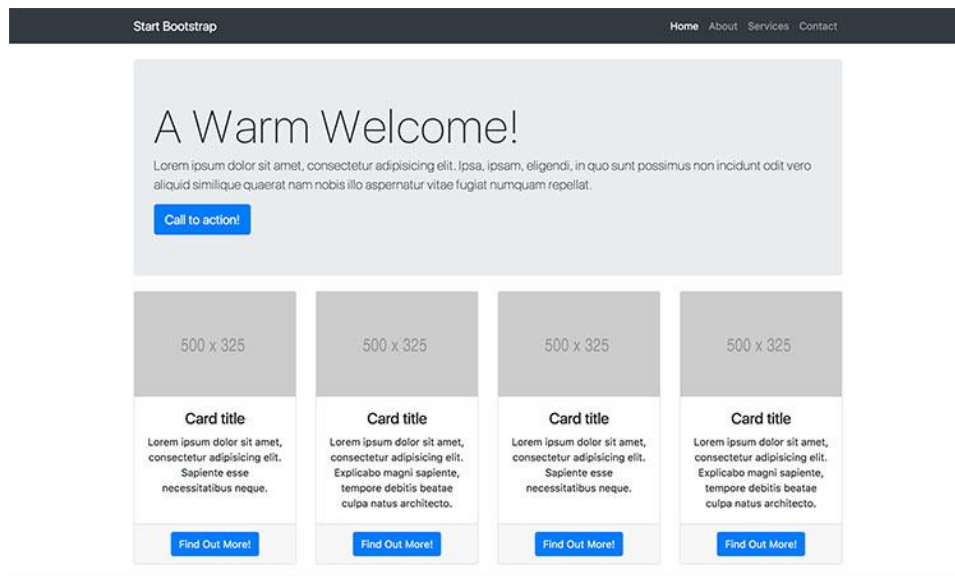 Start Bootstrap
Home About Services Contact
A Warm Welcome!
Lorem ipsum dolor sit amet, consectetur adipisicing elit. Ipsa, ipsam, eligendi, in quo sunt possimus non incidunt odit vero
aliquid similique quaerat nam nobis illo aspernatur vitae fugiat numquam repellat.
Call to action!
500 x 325
Card title
Lorem ipsum dolor sit amet,
consectetur adipisicing elit.
Sapiente esse
necessitatibus neque.
Find Out More!
500 x 325
Card title
Lorem ipsum dolor sit amet,
consectetur adipisicing elit.
Explicabo magni sapiente,
tempore debitis beatae
culpa natus architecto.
Find Out More!
500 x 325
Card title
Lorem ipsum dolor sit amet,
consectetur adipisicing elit.
Sapiente esse
necessitatibus neque.
Find Out More!
500 x 325
Card title
Lorem ipsum dolor sit amet,
consectetur adipisicing elit.
Explicabo magni sapiente,
tempore debitis beatae
culpa natus architecto.
Find Out More!